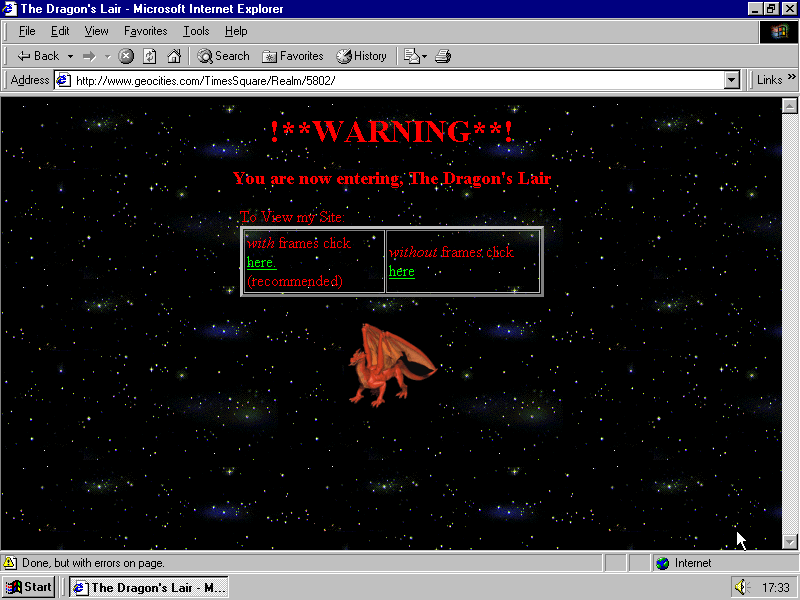 The Dragon's Lair - Microsoft Internet Explorer
File Edit View Favorites Tools Help
Back Search Favorites History
Address http://www.geocities.com/TimesSquare/Realm/5802/ Links »
!**WARNING**!
You are now entering, The Dragon's Lair
To View my Site:
with frames click
here.
(recommended)
without frames click
here
Done, but with errors on page. Internet
Start The Dragon's Lair - M... 17:33